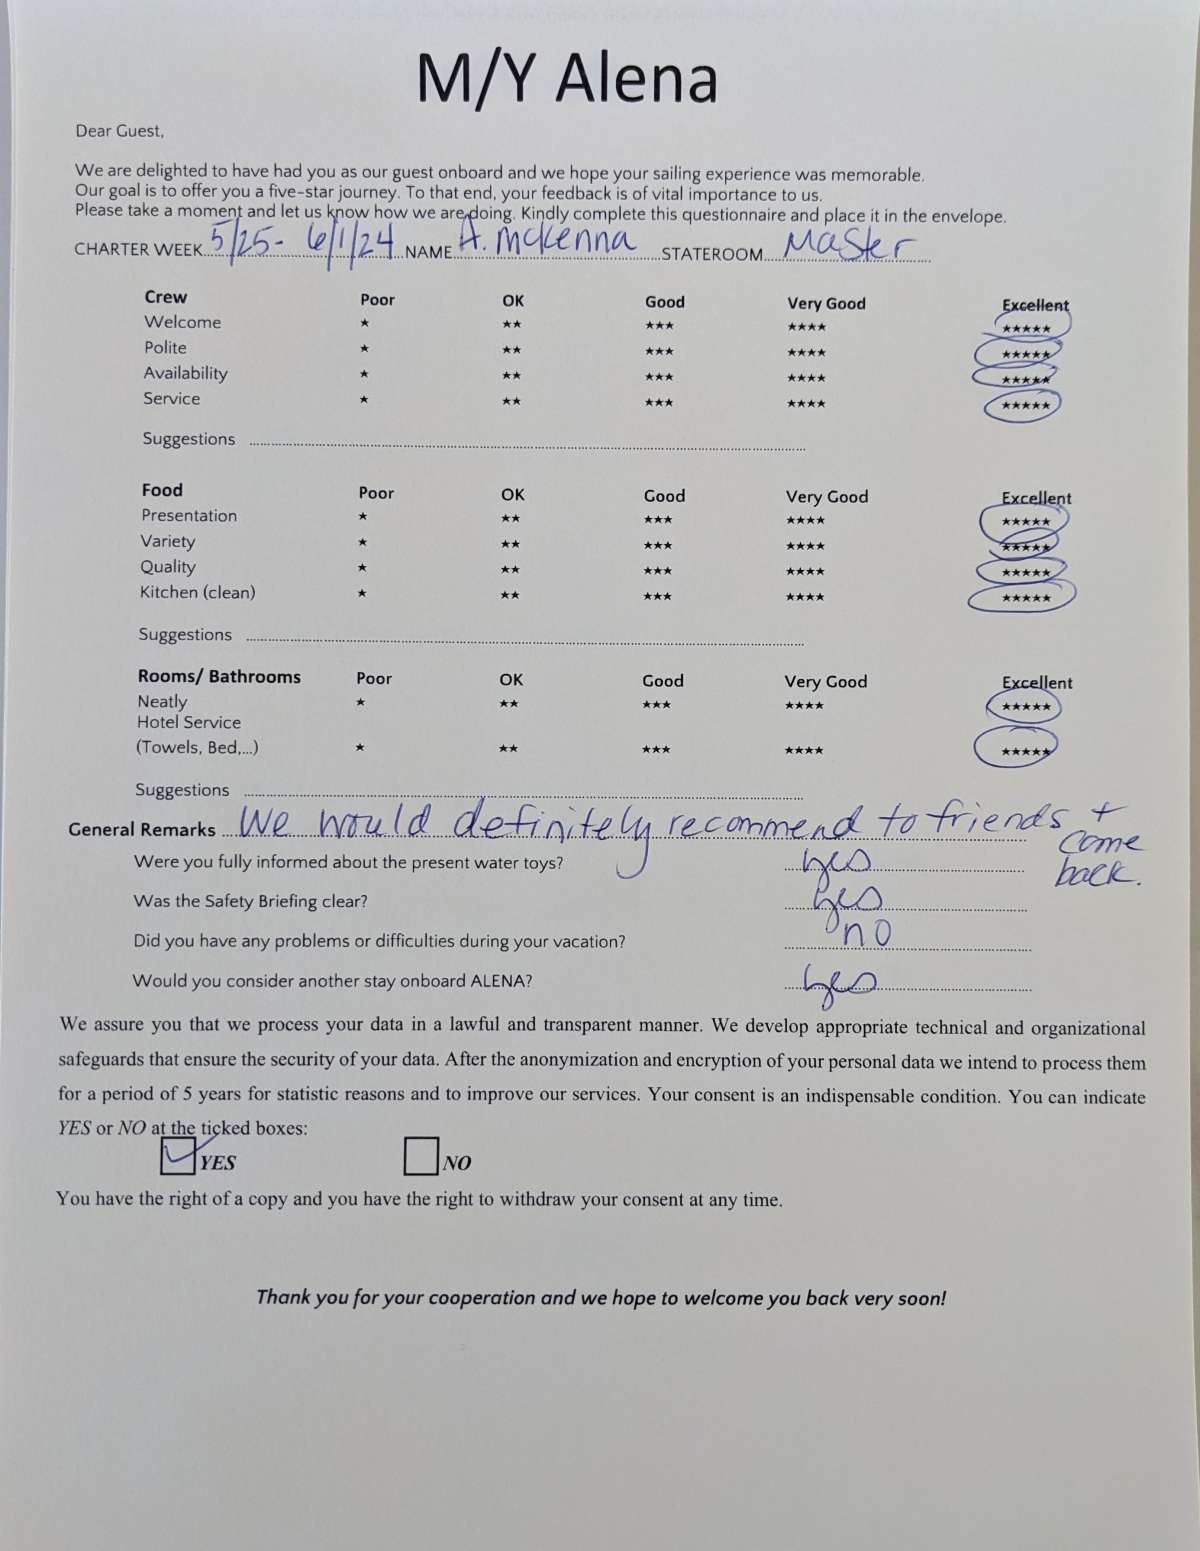 M/Y Alena
Dear Guest,
We are delighted to have had you as our guest onboard and we hope your sailing experience was memorable.
Our goal is to offer you a five-star journey. To that end, your feedback is of vital importance to us.
Please take a moment and let us know how we are doing. Kindly complete this questionnaire and place it in the envelope.
CHARTER WEEK 5/25- 6/1/24 NAME A. McKenna STATEROOM Master
Crew Poor OK Good Very Good Excellent
Welcome ★ ★★ ★★★ ★★★★ ★★★★★
Polite ★ ★★ ★★★ ★★★★ ★★★★★
Availability ★ ★★ ★★★ ★★★★ ★★★★★
Service ★ ★★ ★★★ ★★★★ ★★★★★
Suggestions
Food Poor OK Good Very Good Excellent
Presentation ★ ★★ ★★★ ★★★★ ★★★★★
Variety ★ ★★ ★★★ ★★★★ ★★★★★
Quality ★ ★★ ★★★ ★★★★ ★★★★★
Kitchen (clean) ★ ★★ ★★★ ★★★★ ★★★★★
Suggestions
Rooms/ Bathrooms Poor OK Good Very Good Excellent
Neatly ★ ★★ ★★★ ★★★★ ★★★★★
Hotel Service
(Towels, Bed,...) ★ ★★ ★★★ ★★★★ ★★★★★
Suggestions
General Remarks We would definitely recommend to friends +
come
back.
Were you fully informed about the present water toys? yes
Was the Safety Briefing clear? yes
Did you have any problems or difficulties during your vacation? no
Would you consider another stay onboard ALENA? yes
We assure you that we process your data in a lawful and transparent manner. We develop appropriate technical and organizational
safeguards that ensure the security of your data. After the anonymization and encryption of your personal data we intend to process them
for a period of 5 years for statistic reasons and to improve our services. Your consent is an indispensable condition. You can indicate
YES or NO at the ticked boxes:
YES NO
You have the right of a copy and you have the right to withdraw your consent at any time.
Thank you for your cooperation and we hope to welcome you back very soon!